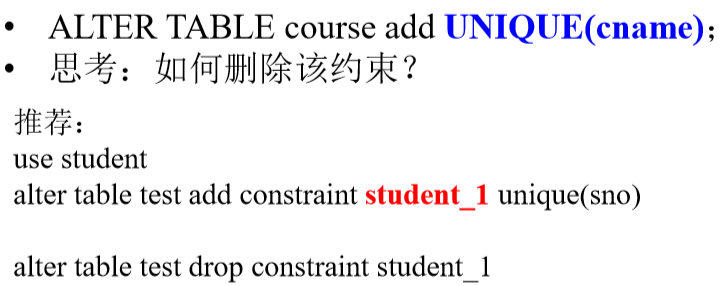 • ALTER TABLE course add UNIQUE(cname);
• 思考：如何删除该约束？
推荐：
use student
alter table test add constraint student_1 unique(sno)
alter table test drop constraint student_1